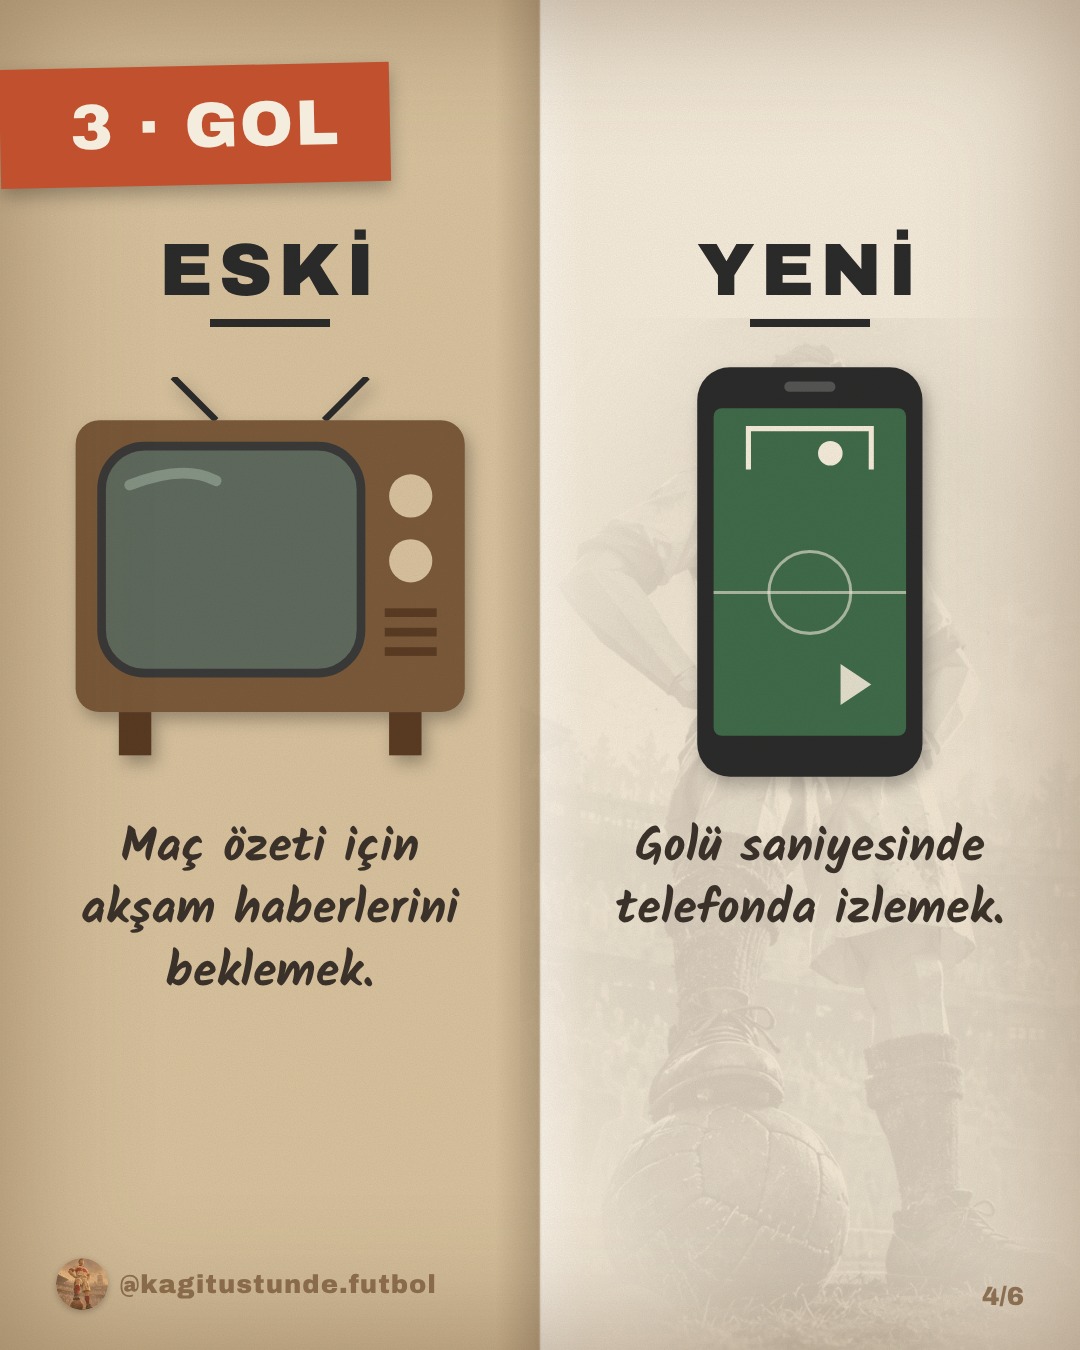 3 · GOL
ESKİ
Maç özeti için
akşam haberlerini
beklemek.
YENİ
Golü saniyesinde
telefonda izlemek.
@kagitustunde.futbol
4/6